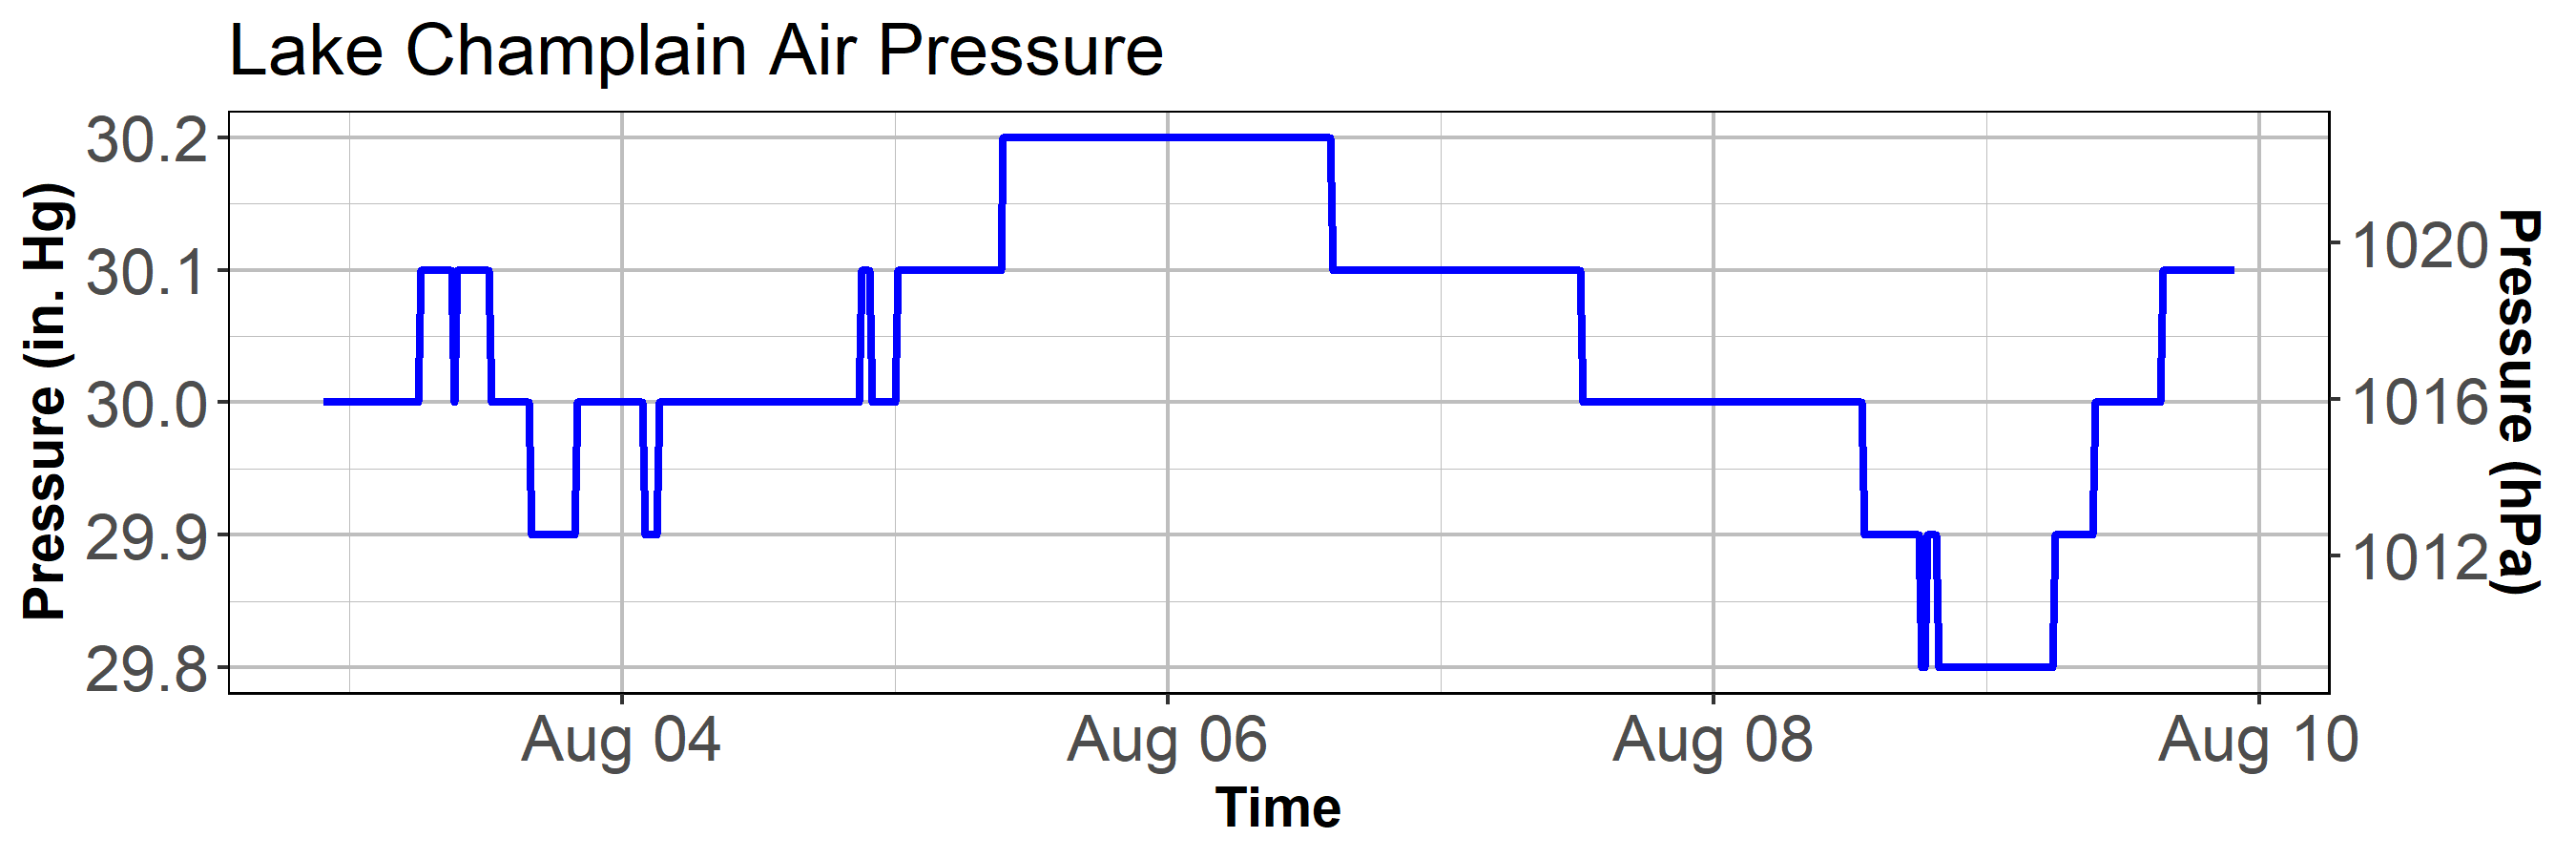 Lake Champlain Air Pressure
Pressure (in. Hg)
30.2
30.1
30.0
29.9
29.8
1020
1016
1012
Pressure (hPa)
Aug 04
Aug 06
Aug 08
Aug 10
Time